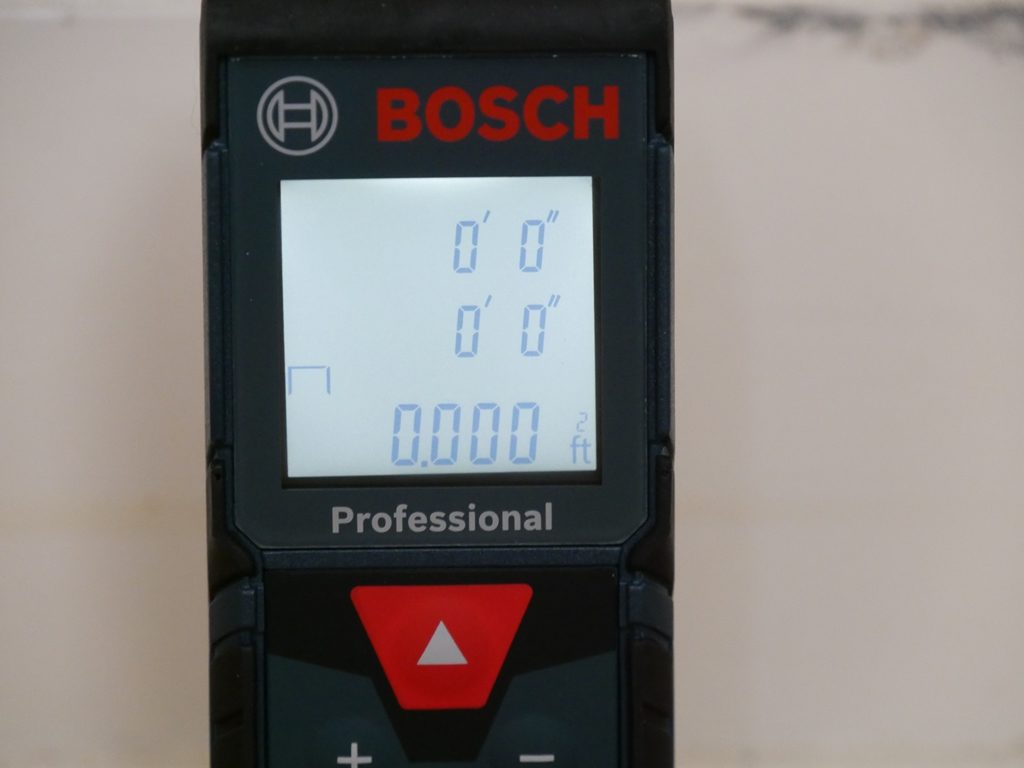 BOSCH
0' 0"
0' 0"
0.000 ft²
Professional
+ −